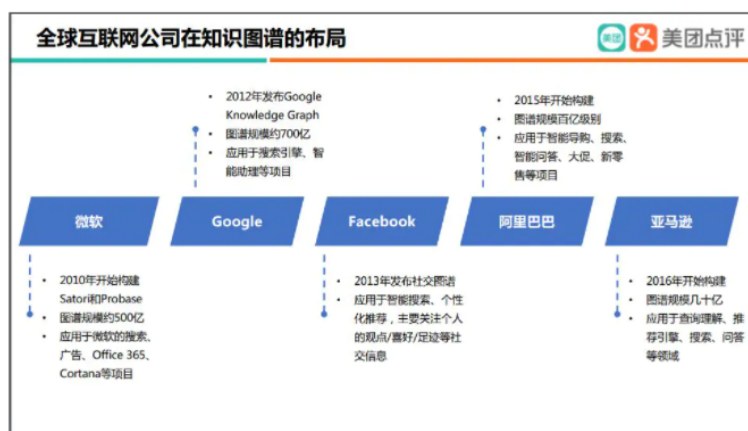 全球互联网公司在知识图谱的布局
美团
美团点评
• 2012年发布Google
Knowledge Graph
• 图谱规模约700亿
• 应用于搜索引擎、智
能助理等项目
• 2015年开始构建
• 图谱规模百亿级别
• 应用于智能导购、搜索、
智能问答、大促、新零
售等项目
微软
Google
Facebook
阿里巴巴
亚马逊
• 2010年开始构建
Satori和Probase
• 图谱规模约500亿
• 应用于微软的搜索、
广告、Office 365、
Cortana等项目
• 2013年发布社交图谱
• 应用于智能搜索、个性
化推荐，主要关注个人
的观点/喜好/足迹等社
交信息
• 2016年开始构建
• 图谱规模几十亿
• 应用于查询理解、推
荐引擎、搜索、问答
等领域